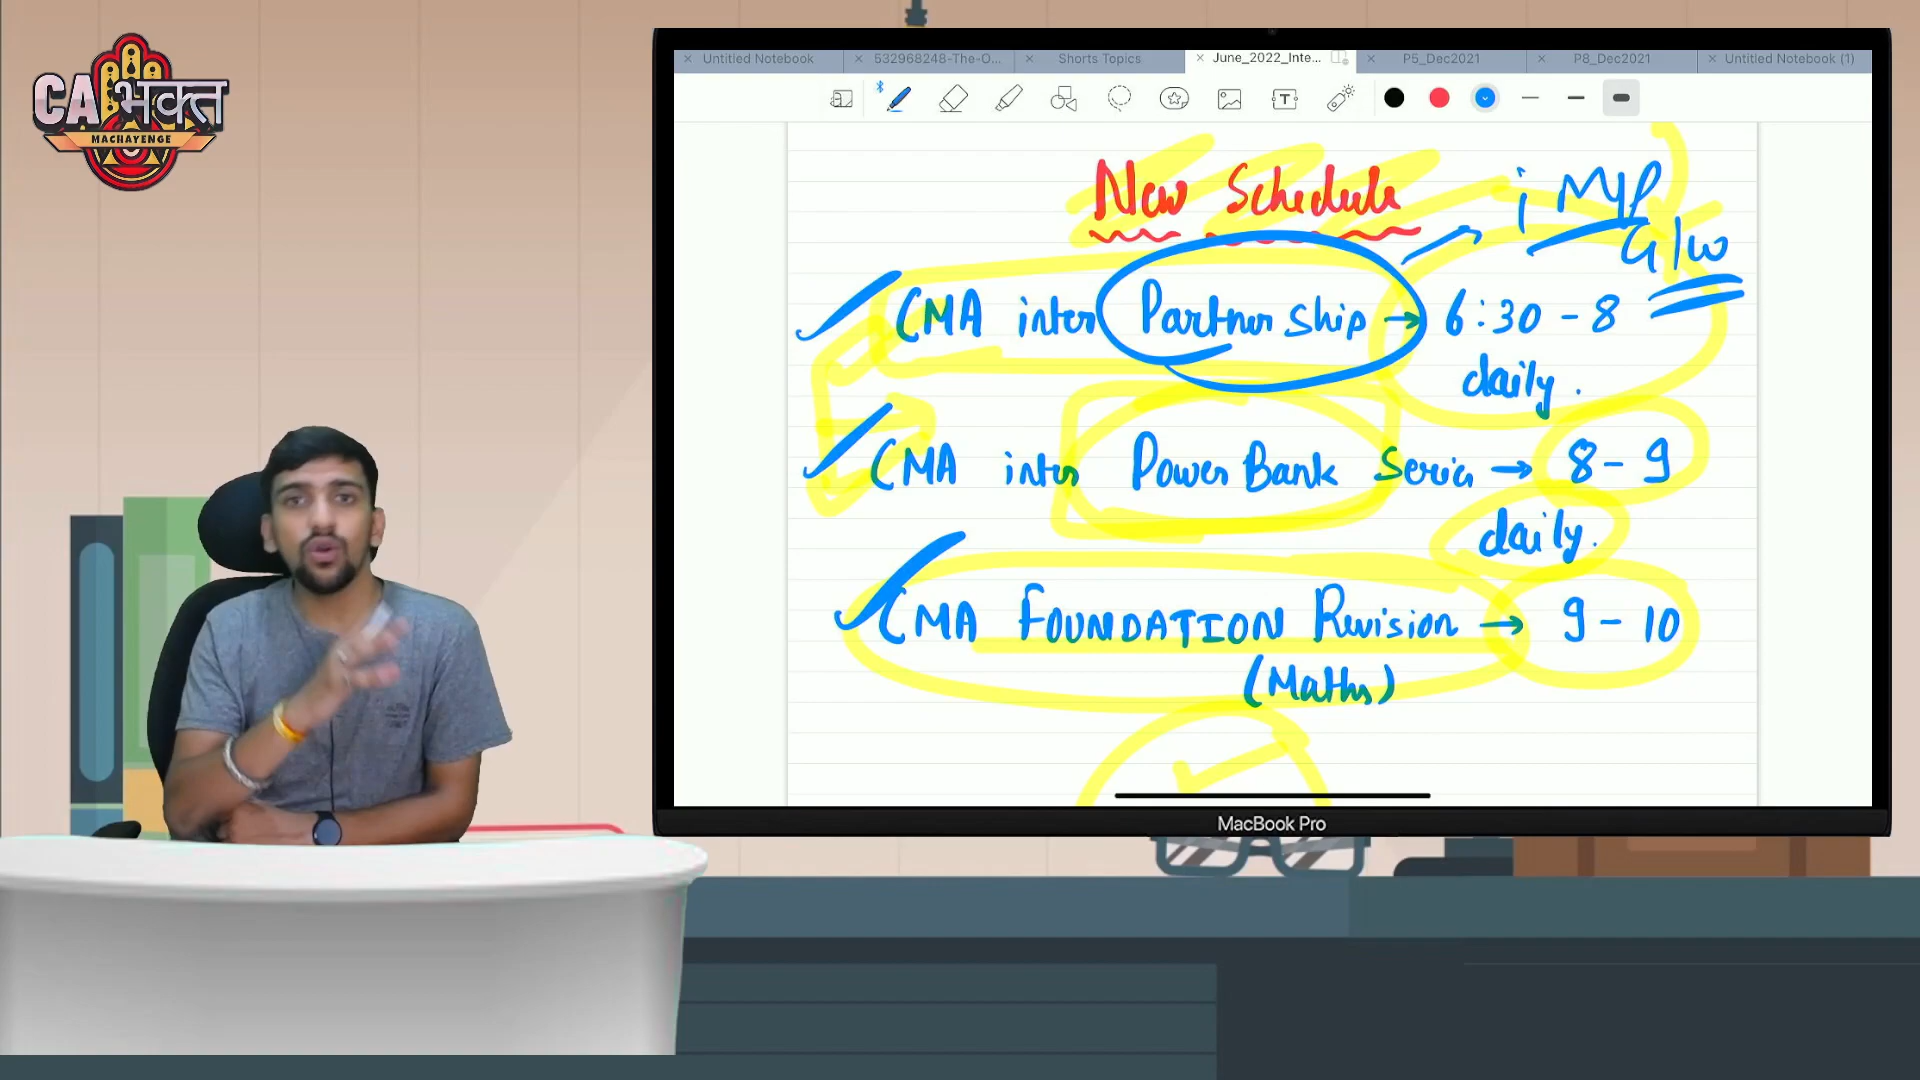 CA भक्त
MACHAYENGE
Untitled Notebook
532968248-The-O...
Shorts Topics
June_2022_Inte...
P5_Dec2021
P8_Dec2021
Untitled Notebook (1)
New Schedule
iMP
G/w
CMA inter Partnership → 6:30 - 8
daily.
CMA inter Power Bank Series → 8 - 9
daily.
CMA FOUNDATION Revision → 9 - 10
(Maths)
MacBook Pro